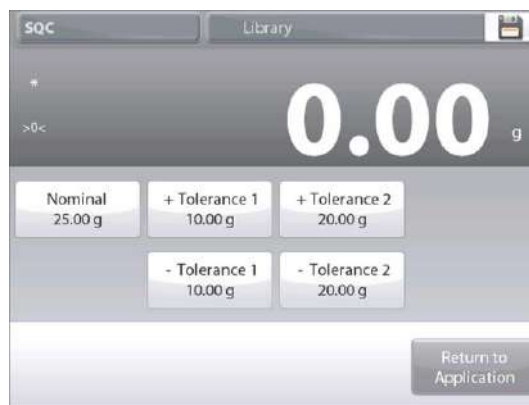 SQC
Library
*
>0<
0.00 g
Nominal
25.00 g
+ Tolerance 1
10.00 g
+ Tolerance 2
20.00 g
- Tolerance 1
10.00 g
- Tolerance 2
20.00 g
Return to
Application